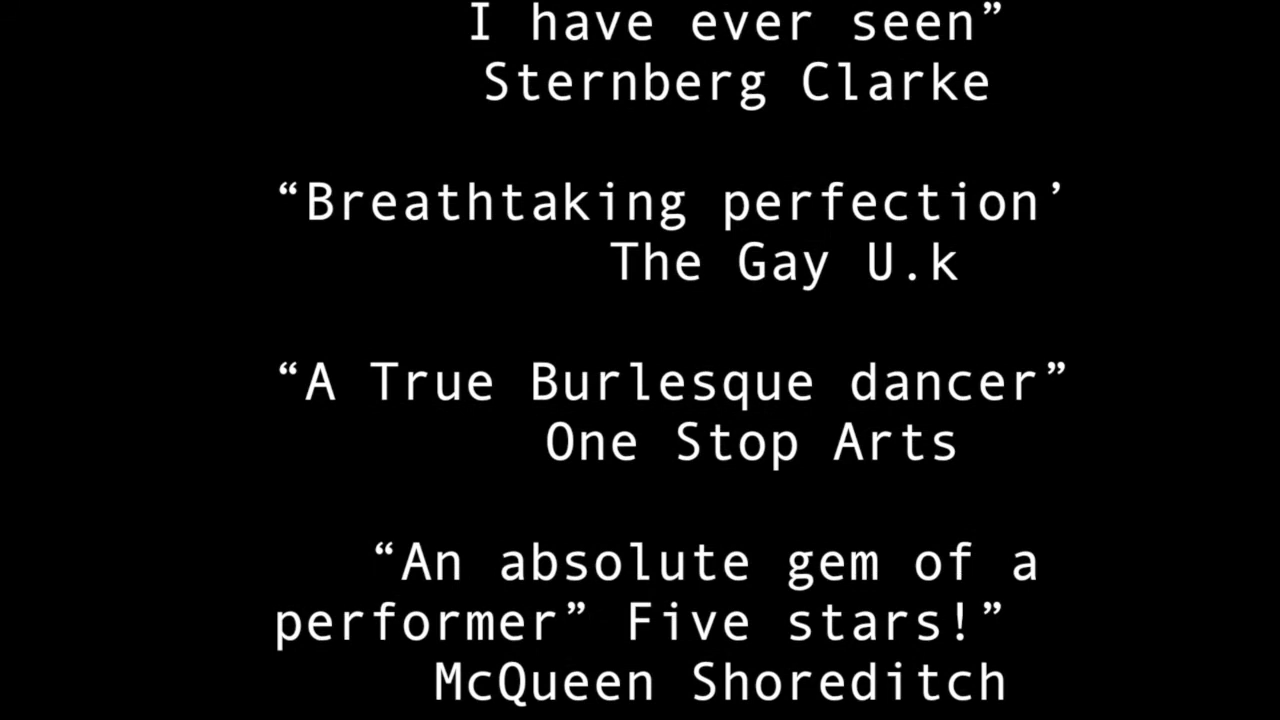 I have ever seen”
Sternberg Clarke
“Breathtaking perfection’
The Gay U.k
“A True Burlesque dancer”
One Stop Arts
“An absolute gem of a
performer” Five stars!”
McQueen Shoreditch